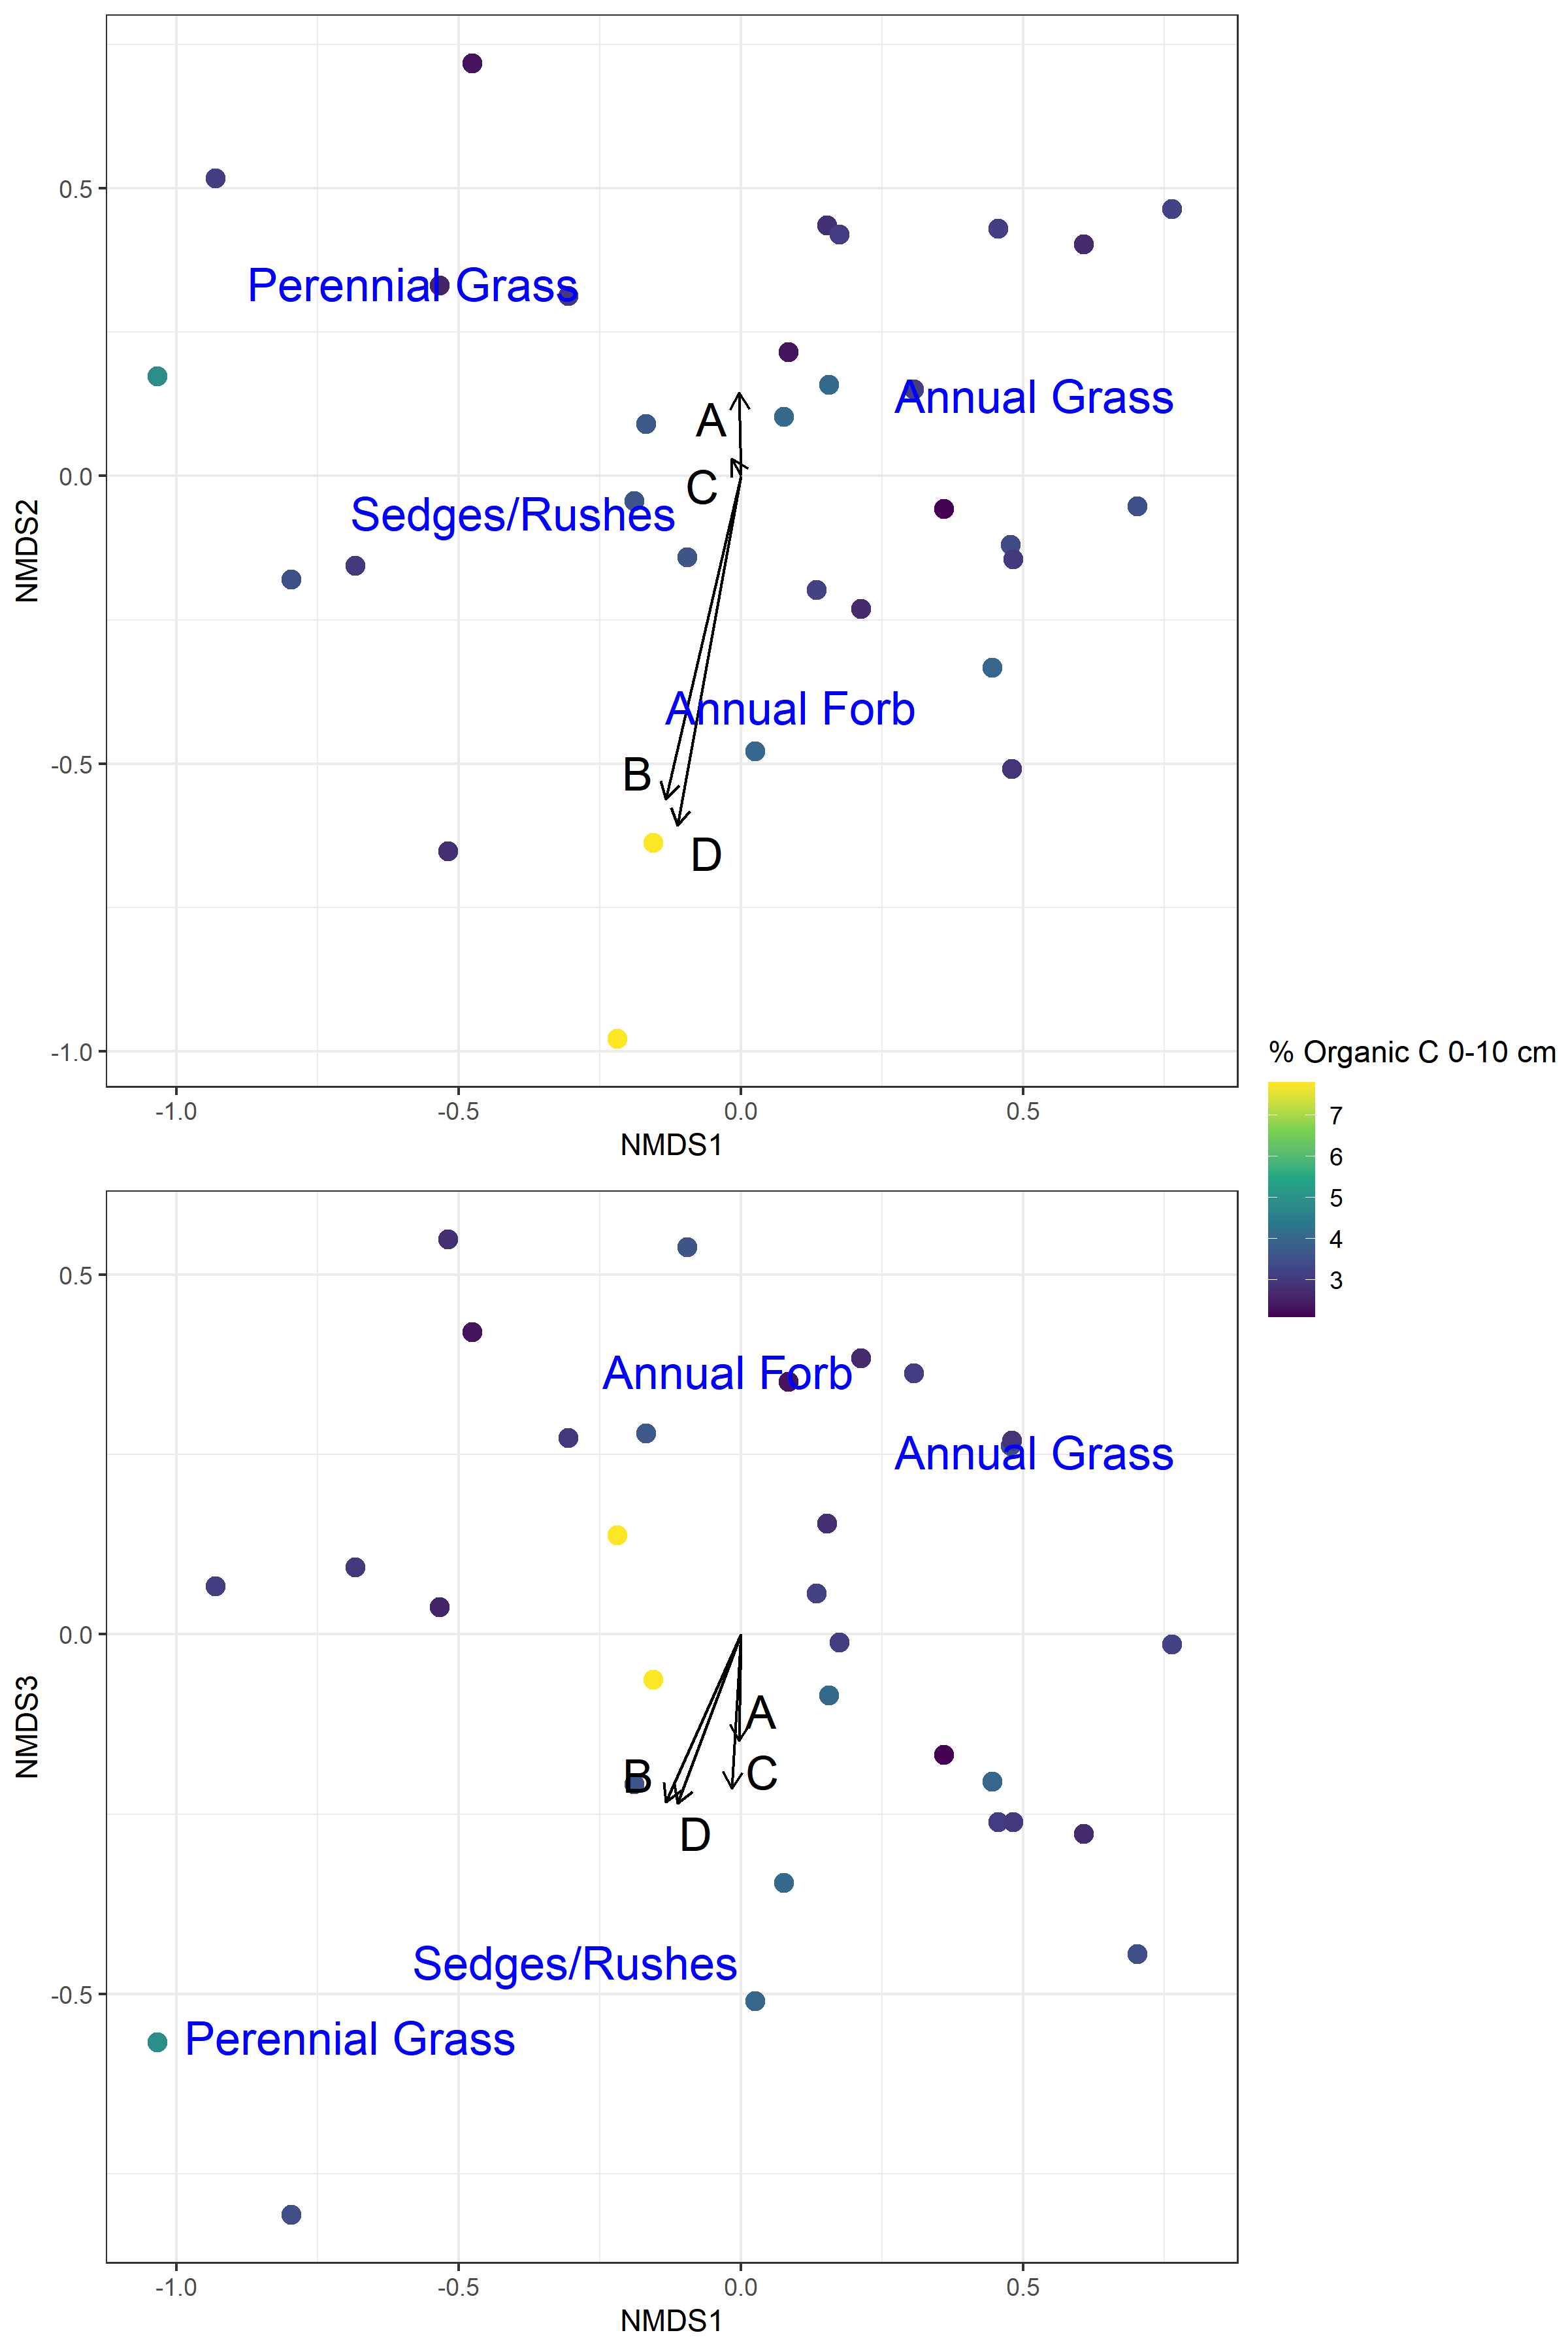 0.5
0.0
-0.5
-1.0
NMDS2
Perennial Grass
Annual Grass
A
C
Sedges/Rushes
Annual Forb
B
D
-1.0
-0.5
0.0
0.5
NMDS1
% Organic C 0-10 cm
7
6
5
4
3
0.5
0.0
-0.5
NMDS3
Annual Forb
Annual Grass
A
B
C
D
Sedges/Rushes
Perennial Grass
-1.0
-0.5
0.0
0.5
NMDS1